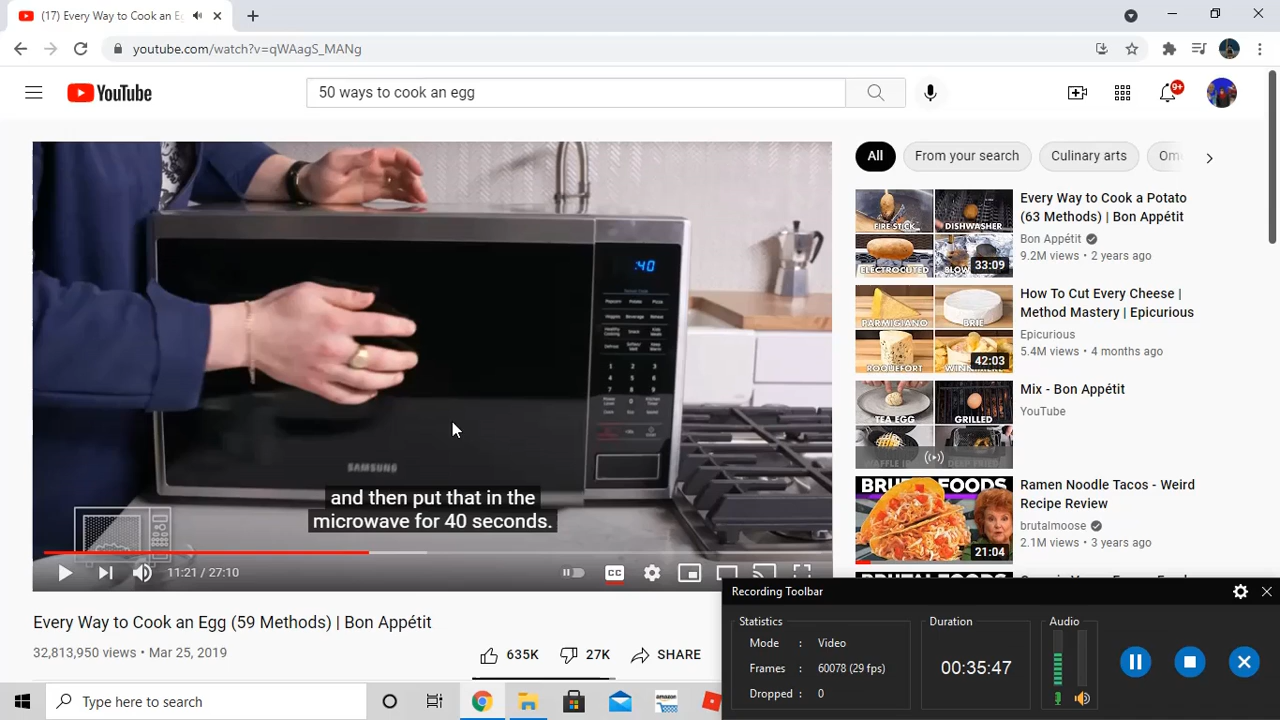 (17) Every Way to Cook an Eg
youtube.com/watch?v=qWAagS_MANg
YouTube
50 ways to cook an egg
9+
All
From your search
Culinary arts
Om
:40
SAMSUNG
and then put that in the
microwave for 40 seconds.
11:21 / 27:10
CC
Every Way to Cook an Egg (59 Methods) | Bon Appétit
32,813,950 views • Mar 25, 2019
635K
27K
SHARE
FIRE STICK
DISHWASHER
ELECTROCUTED
33:09
Every Way to Cook a Potato
(63 Methods) | Bon Appétit
Bon Appétit
9.2M views • 2 years ago
PARMIGIANO
BRIE
ROQUEFORT
42:03
How To Cut Every Cheese |
Method Mastery | Epicurious
Epicurious
5.4M views • 4 months ago
TEA EGG
GRILLED
Mix - Bon Appétit
YouTube
BRUTALFOODS
21:04
Ramen Noodle Tacos - Weird
Recipe Review
brutalmoose
2.1M views • 3 years ago
Recording Toolbar
Statistics
Mode : Video
Frames : 60078 (29 fps)
Dropped : 0
Duration
00:35:47
Audio
Type here to search
amazon